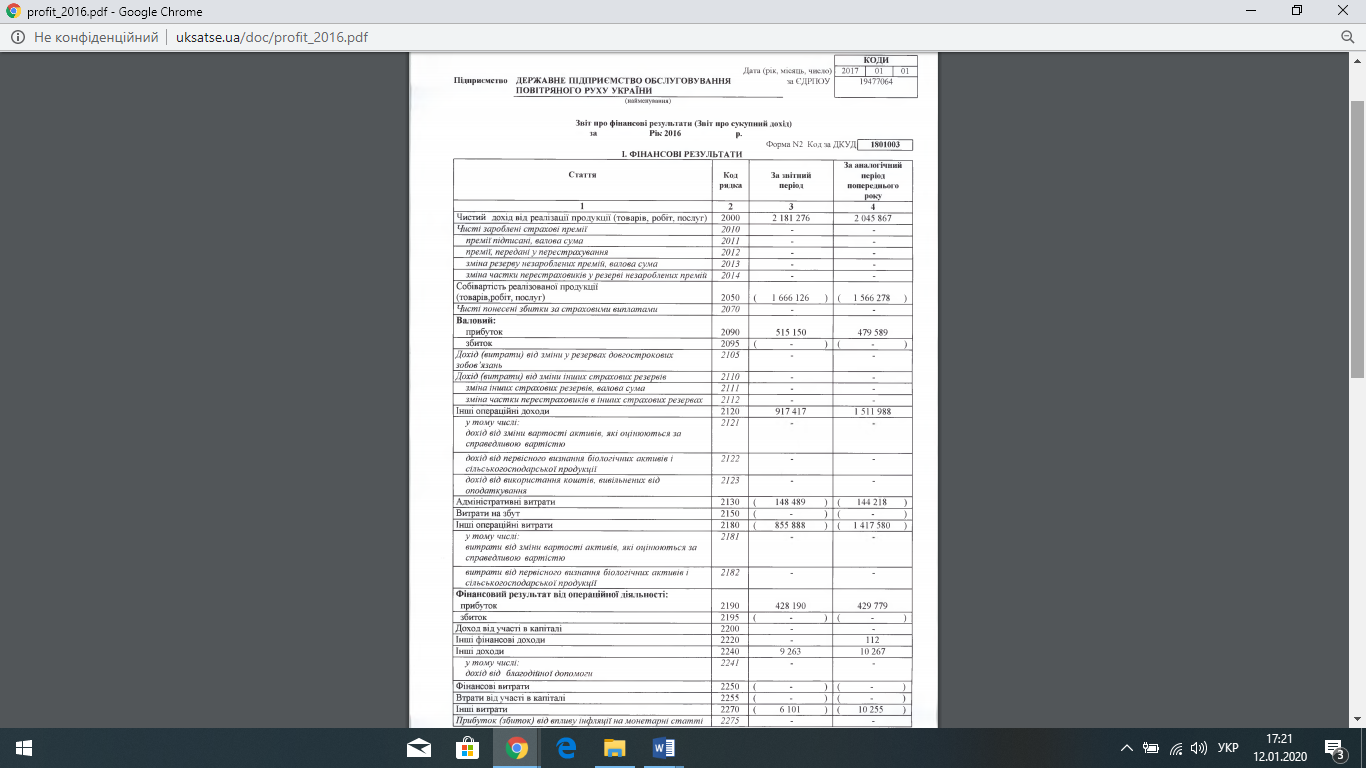 profit_2016.pdf - Google Chrome
Не конфіденційний | uksatse.ua/doc/profit_2016.pdf
КОДИ
Дата (рік, місяць, число) 2017 01 01
Підприємство ДЕРЖАВНЕ ПІДПРИЄМСТВО ОБСЛУГОВУВАННЯ за ЄДРПОУ 19477064
ПОВІТРЯНОГО РУХУ УКРАЇНИ
(найменування)
Звіт про фінансові результати (Звіт про сукупний дохід)
за Рік 2016 р.
Форма N2 Код за ДКУД 1801003
І. ФІНАНСОВІ РЕЗУЛЬТАТИ
Стаття Код рядка За звітний період За аналогічний період попереднього року
1 2 3 4
Чистий дохід від реалізації продукції (товарів, робіт, послуг) 2000 2 181 276 2 045 867
Чисті зароблені страхові премії 2010 - -
премії підписані, валова сума 2011 - -
премії, передані у перестрахування 2012 - -
зміна резерву незароблених премій, валова сума 2013 - -
зміна частки перестраховиків у резерві незароблених премій 2014 - -
Собівартість реалізованої продукції
(товарів,робіт, послуг) 2050 ( 1 666 126 ) ( 1 566 278 )
Чисті понесені збитки за страховими виплатами 2070 - -
Валовий:
прибуток 2090 515 150 479 589
збиток 2095 ( - ) ( - )
Дохід (витрати) від зміни у резервах довгострокових 2105 - -
зобов'язань
Дохід (витрати) від зміни інших страхових резервів 2110 - -
зміна інших страхових резервів, валова сума 2111 - -
зміна частки перестраховиків в інших страхових резервах 2112 - -
Інші операційні доходи 2120 917 417 1 511 988
у тому числі: 2121 - -
дохід від зміни вартості активів, які оцінюються за
справедливою вартістю
дохід від первісного визнання біологічних активів і 2122 - -
сільськогосподарської продукції
дохід від використання коштів, вивільнених від 2123 - -
оподаткування
Адміністративні витрати 2130 ( 148 489 ) ( 144 218 )
Витрати на збут 2150 ( - ) ( - )
Інші операційні витрати 2180 ( 855 888 ) ( 1 417 580 )
у тому числі: 2181 - -
витрати від зміни вартості активів, які оцінюються за
справедливою вартістю
витрати від первісного визнання біологічних активів і 2182 - -
сільськогосподарської продукції
Фінансовий результат від операційної діяльності:
прибуток 2190 428 190 429 779
збиток 2195 ( - ) ( - )
Доход від участі в капіталі 2200 - -
Інші фінансові доходи 2220 - 112
Інші доходи 2240 9 263 10 267
у тому числі: 2241 - -
дохід від благодійної допомоги
Фінансові витрати 2250 ( - ) ( - )
Втрати від участі в капіталі 2255 ( - ) ( - )
Інші витрати 2270 ( 6 101 ) ( 10 255 )
Прибуток (збиток) від впливу інфляції на монетарні статті 2275 - -
УКР
17:21
12.01.2020
3